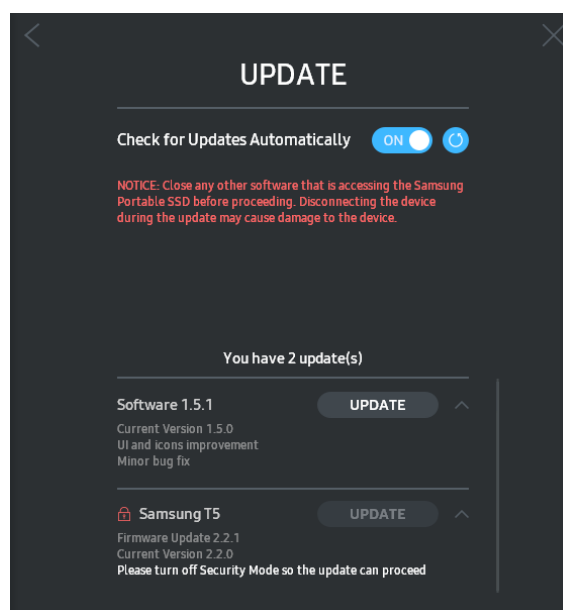 UPDATE
Check for Updates Automatically ON
NOTICE: Close any other software that is accessing the Samsung
Portable SSD before proceeding. Disconnecting the device
during the update may cause damage to the device.
You have 2 update(s)
Software 1.5.1 UPDATE
Current Version 1.5.0
UI and icons improvement
Minor bug fix
Samsung T5 UPDATE
Firmware Update 2.2.1
Current Version 2.2.0
Please turn off Security Mode so the update can proceed